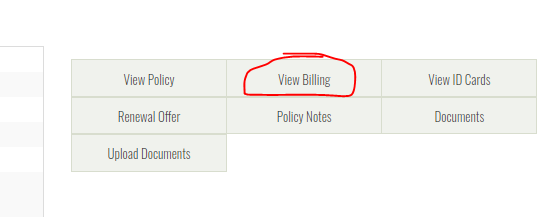 View Policy View Billing View ID Cards
Renewal Offer Policy Notes Documents
Upload Documents